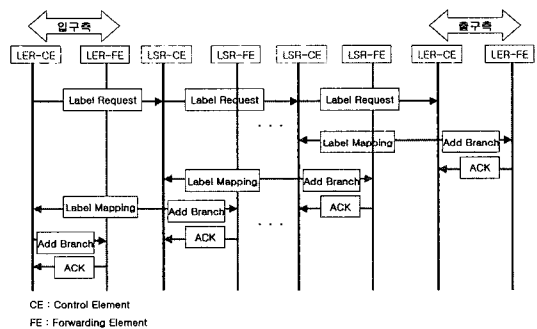 입구측 출구측
LER-CE LER-FE LSR-CE LSR-FE LSR-CE LSR-FE LER-CE LER-FE
Label Request Label Request Label Request
. . .
Label Mapping Add Branch
ACK
Label Mapping Add Branch
ACK
Label Mapping Add Branch
. . .
ACK
Add Branch
ACK
CE : Control Element
FE : Forwarding Element